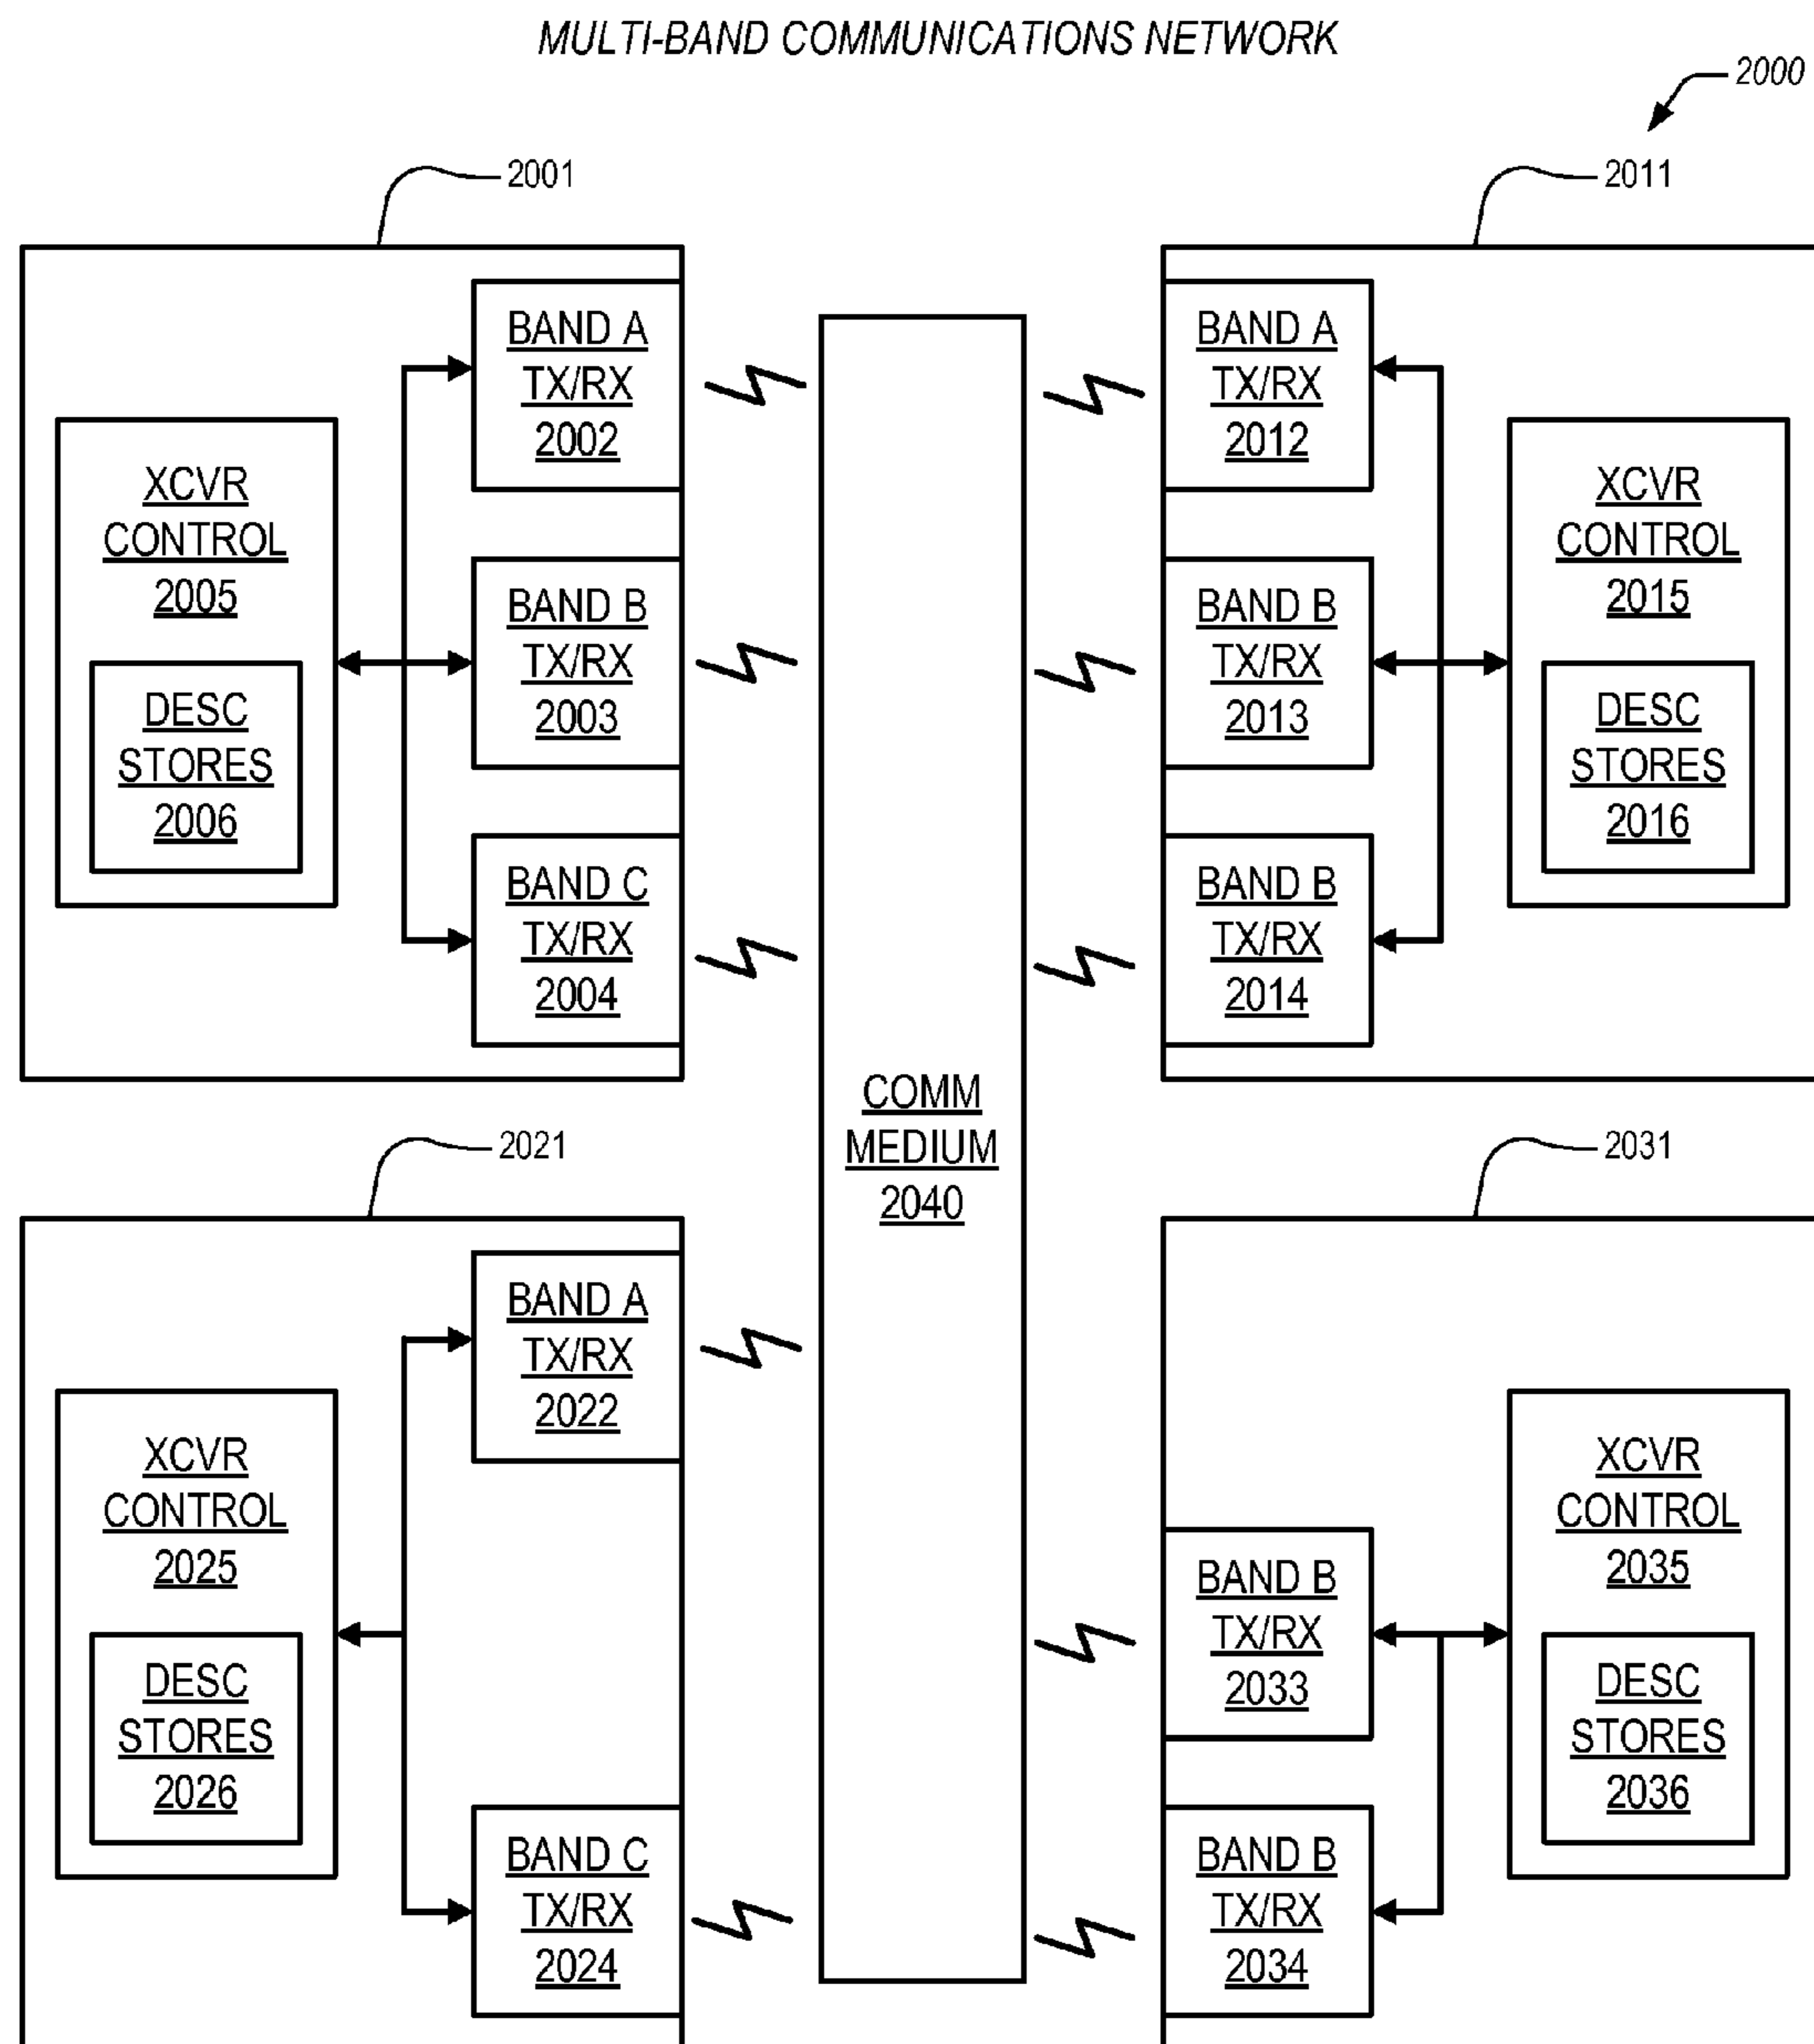 MULTI-BAND COMMUNICATIONS NETWORK
2000
2001
2011
BAND A
TX/RX
2002
BAND A
TX/RX
2012
XCVR
CONTROL
2005
DESC
STORES
2006
BAND B
TX/RX
2003
BAND B
TX/RX
2013
XCVR
CONTROL
2015
DESC
STORES
2016
BAND C
TX/RX
2004
BAND B
TX/RX
2014
COMM
MEDIUM
2040
2021
2031
BAND A
TX/RX
2022
XCVR
CONTROL
2025
DESC
STORES
2026
BAND B
TX/RX
2033
XCVR
CONTROL
2035
DESC
STORES
2036
BAND C
TX/RX
2024
BAND B
TX/RX
2034